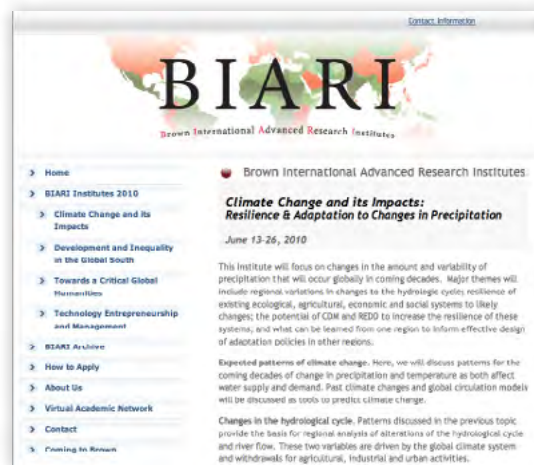 Contact Information
BIARI
Brown International Advanced Research Institutes
Home
BIARI Institutes 2010
Climate Change and its
Impacts
Development and Inequality
in the Global South
Towards a Critical Global
Humanities
Technology Entrepreneurship
and Management
BIARI Archive
How to Apply
About Us
Virtual Academic Network
Contact
Coming to Brown
Brown International Advanced Research Institutes
Climate Change and its Impacts:
Resilience & Adaptation to Changes in Precipitation
June 13-26, 2010
This institute will focus on changes in the amount and variability of
precipitation that will occur globally in coming decades. Major themes will
include regional variations in changes to the hydrologic cycle; resilience of
existing ecological, agricultural, economic and social systems to likely
changes; the potential of CDM and REDD to increase the resilience of these
systems; and what can be learned from one region to inform effective design
of adaptation policies in other regions.
Expected patterns of climate change. Here, we will discuss patterns for the
coming decades of change in precipitation and temperature as both affect
water supply and demand. Past climate changes and global circulation models
will be discussed as tools to predict climate change.
Changes in the hydrological cycle. Patterns discussed in the previous topic
provide the basis for regional analysis of alterations of the hydrological cycle
and river flow. These two variables are driven by the global climate system
and withdrawals for agricultural, industrial and urban activities.